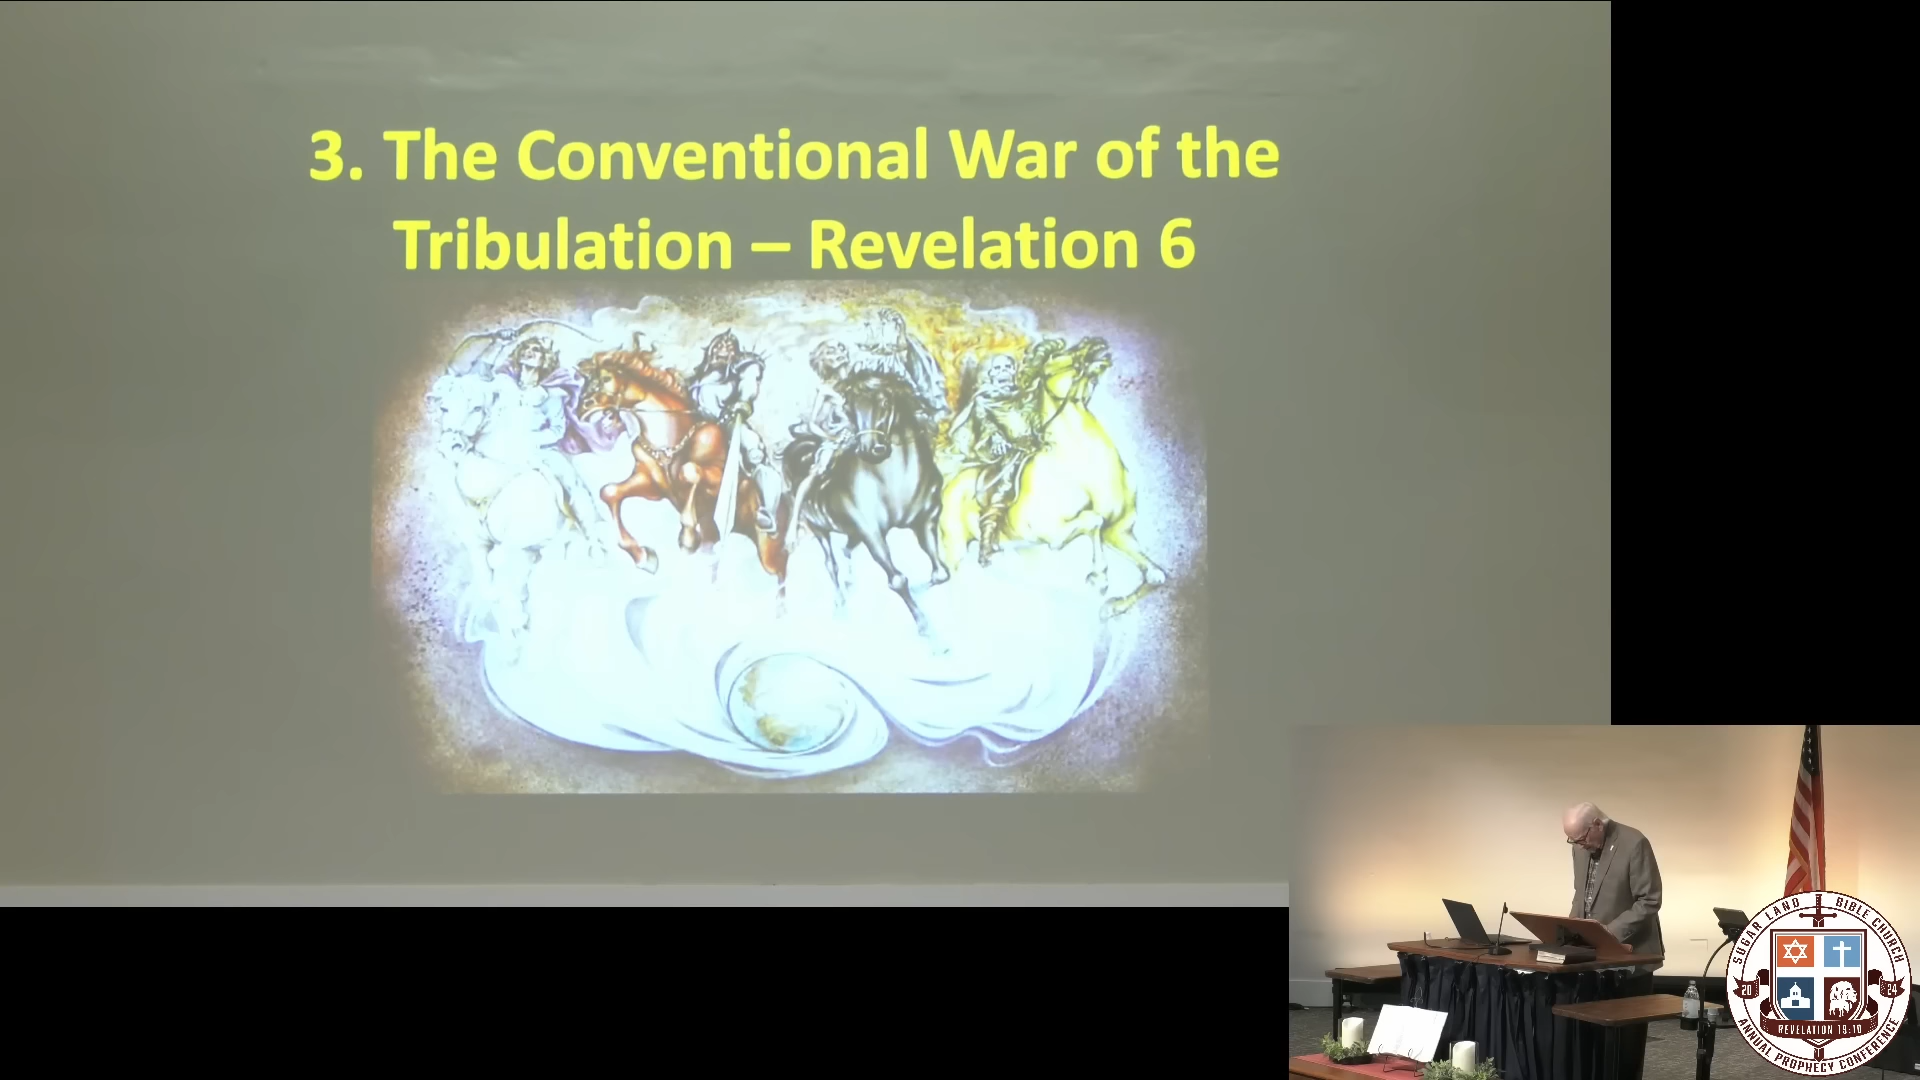 3. The Conventional War of the
Tribulation – Revelation 6
SUGAR LAND BIBLE CHURCH
20 24
REVELATION 19:10
ANNUAL PROPHECY CONFERENCE